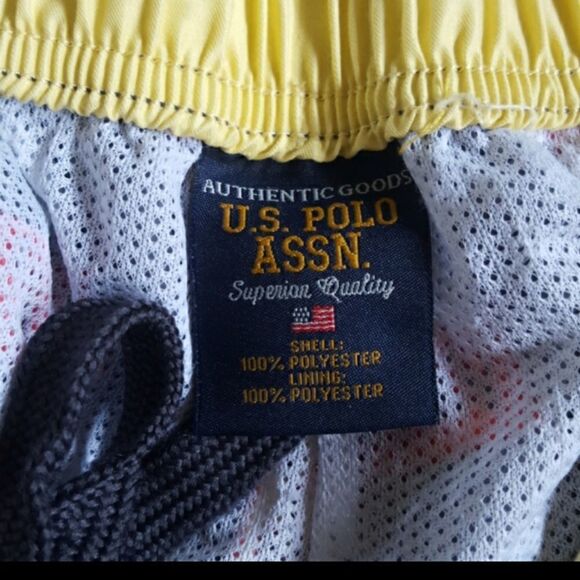 AUTHENTIC GOODS
U.S. POLO
ASSN.
Superior Quality
SHELL:
100% POLYESTER
LINING:
100% POLYESTER